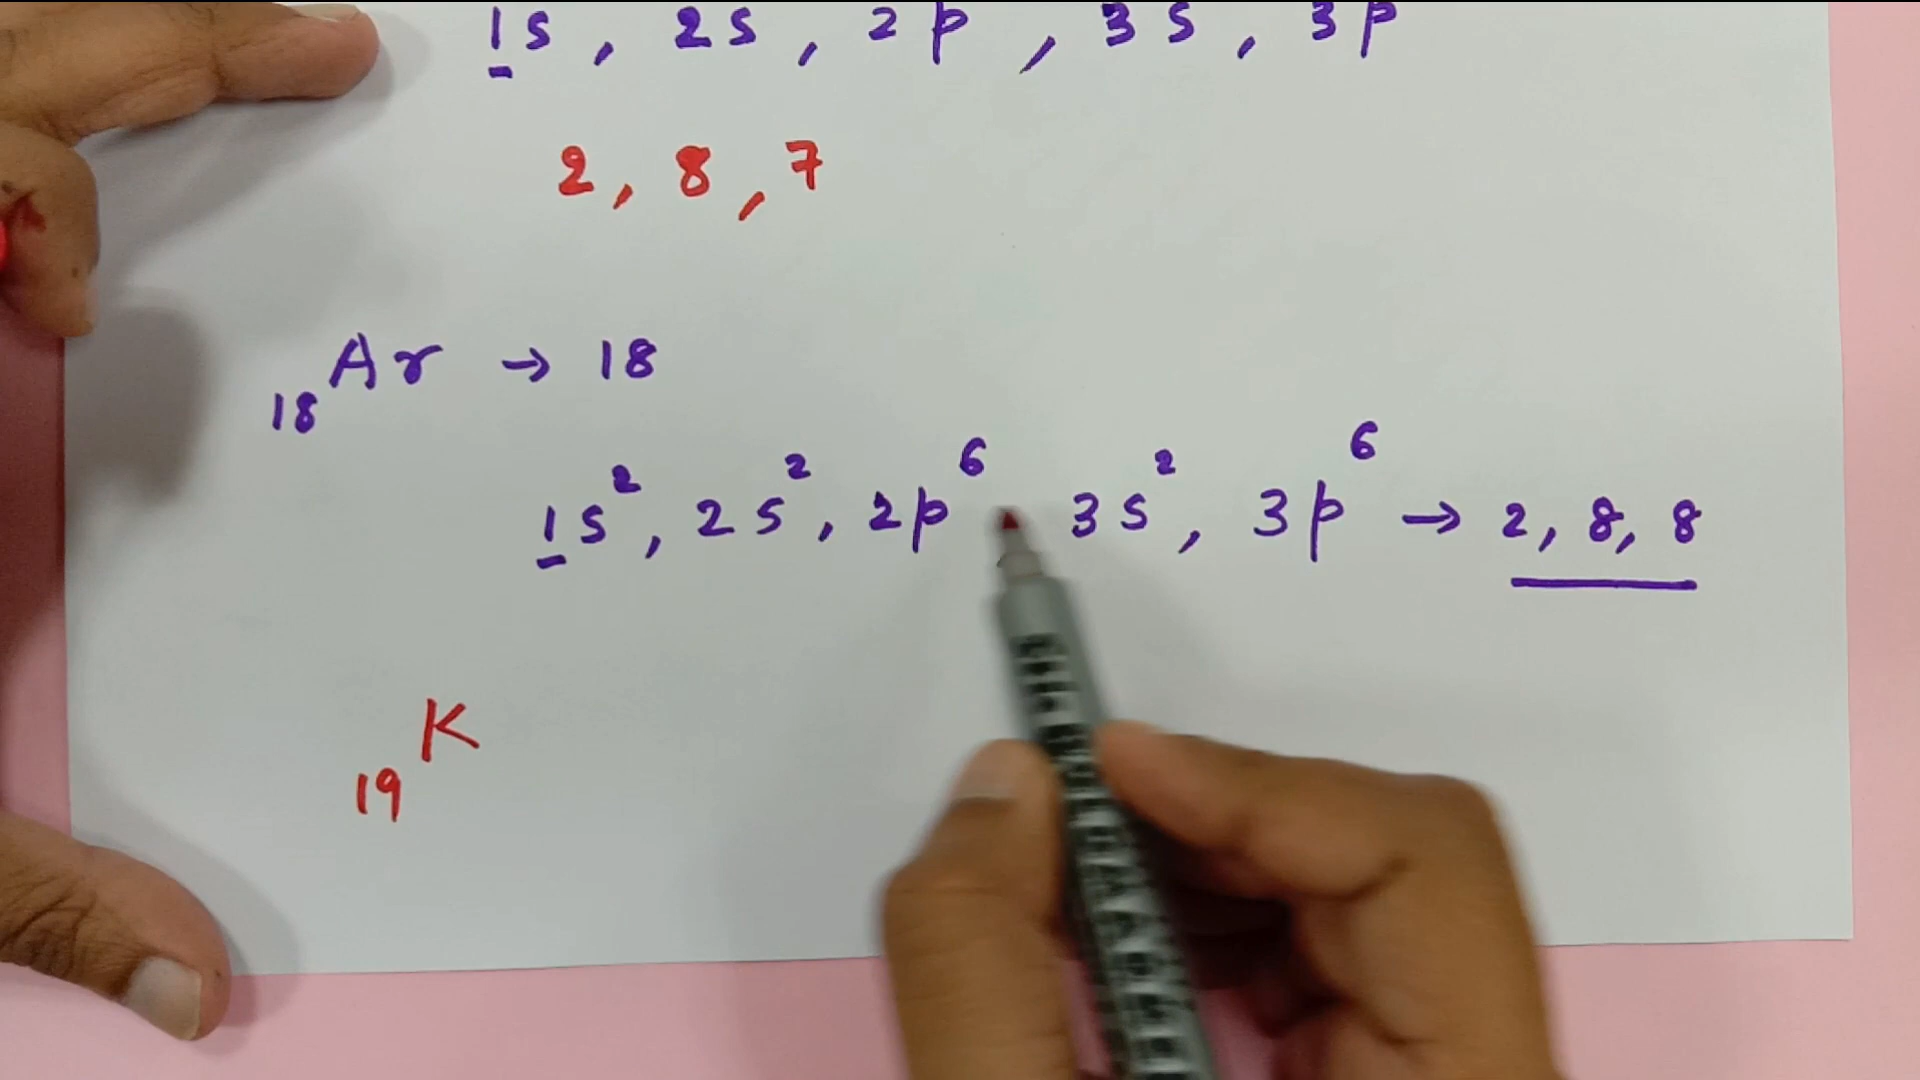 1s, 2s, 2p, 3s, 3p
2, 8, 7
₁₈Ar → 18
1s², 2s², 2p⁶ 3s², 3p⁶ → 2, 8, 8
₁₉K